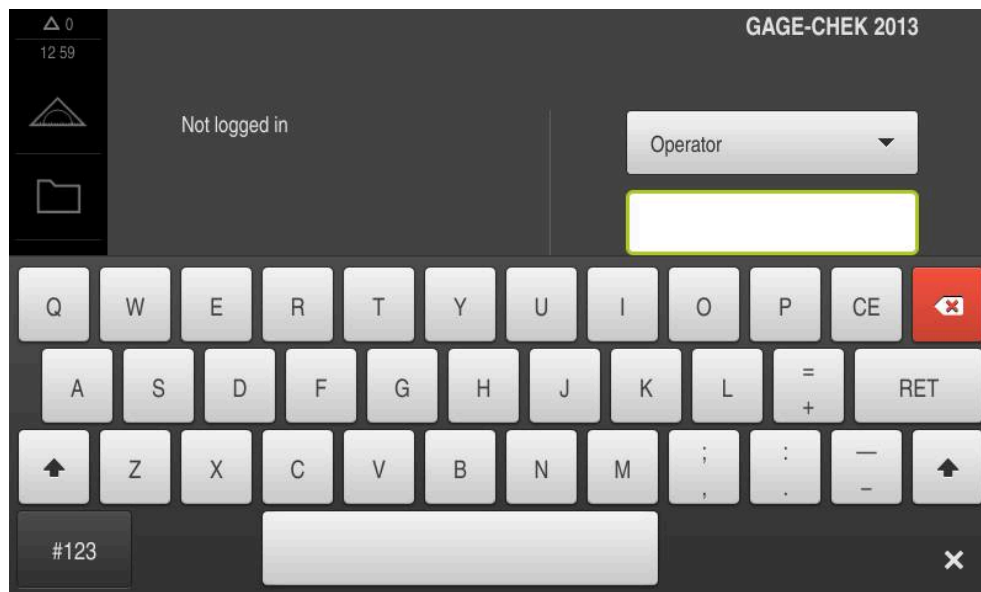 0
12 59
GAGE-CHEK 2013
Not logged in
Operator
Q W E R T Y U I O P CE
A S D F G H J K L = + RET
Z X C V B N M ; , : . — –
#123